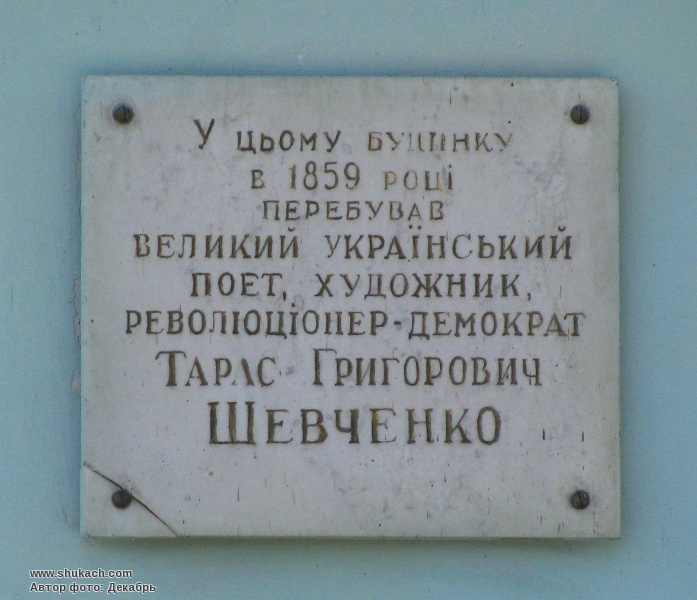 У цьому будинку
в 1859 році
перебував
великий український
поет, художник,
революціонер-демократ
Тарас Григорович
Шевченко
www.shukach.com
Автор фото: Декабрь